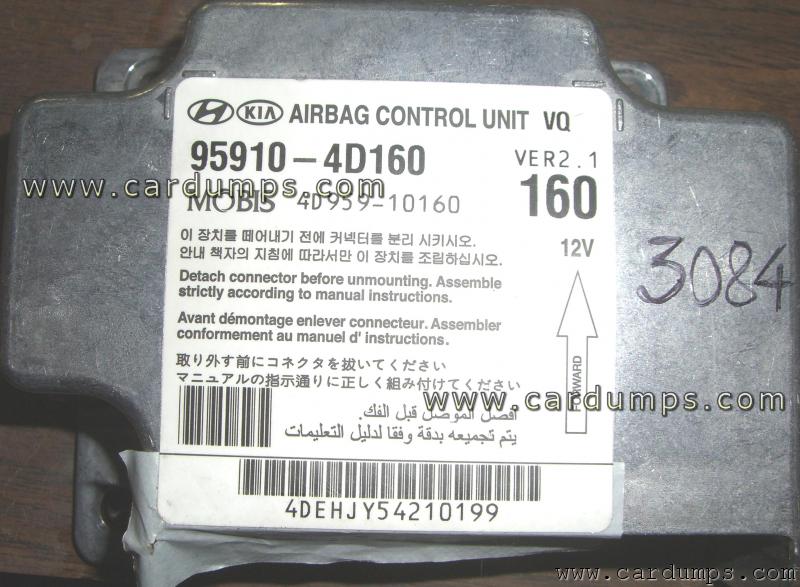 HYUNDAI KIA AIRBAG CONTROL UNIT VQ
95910-4D160 VER2.1
www.cardumps.com
MOBIS 4D959-10160 160
이 장치를 떼어내기 전에 커넥터를 분리 시키시오.
안내 책자의 지침에 따라서만 이 장치를 조립하십시오.
12V
3084
Detach connector before unmounting. Assemble
strictly according to manual instructions.
Avant démontage enlever connecteur. Assembler
conformement au manuel d' instructions.
FORWARD
取り外す前にコネクタを抜いてください
マニュアルの指示通りに正しく組み付けてください
www.cardumps.com
أفصل الموصل قبل الفك.
يتم تجميعه بدقة وفقا لدليل التعليمات
4DEHJY54210199
www.cardumps.com